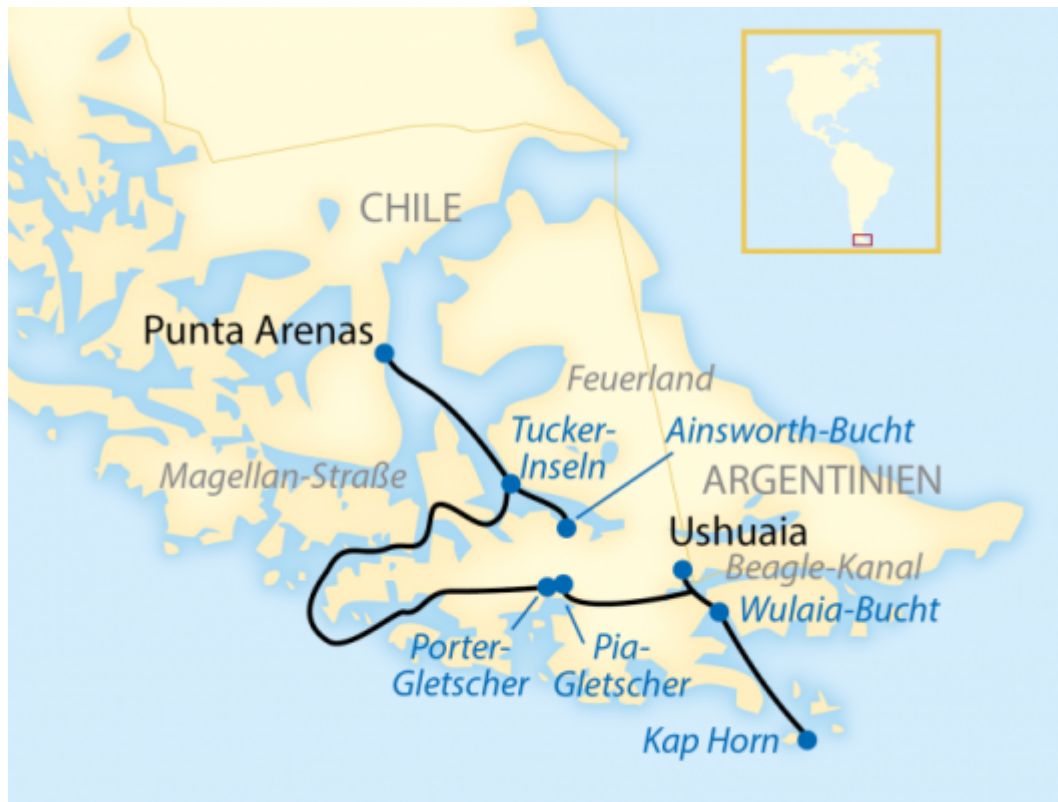 CHILE
Punta Arenas
Feuerland
Tucker-
Inseln
Ainsworth-Bucht
Magellan-Straße
ARGENTINIEN
Ushuaia
Beagle-Kanal
Wulaia-Bucht
Porter-
Gletscher
Pia-
Gletscher
Kap Horn